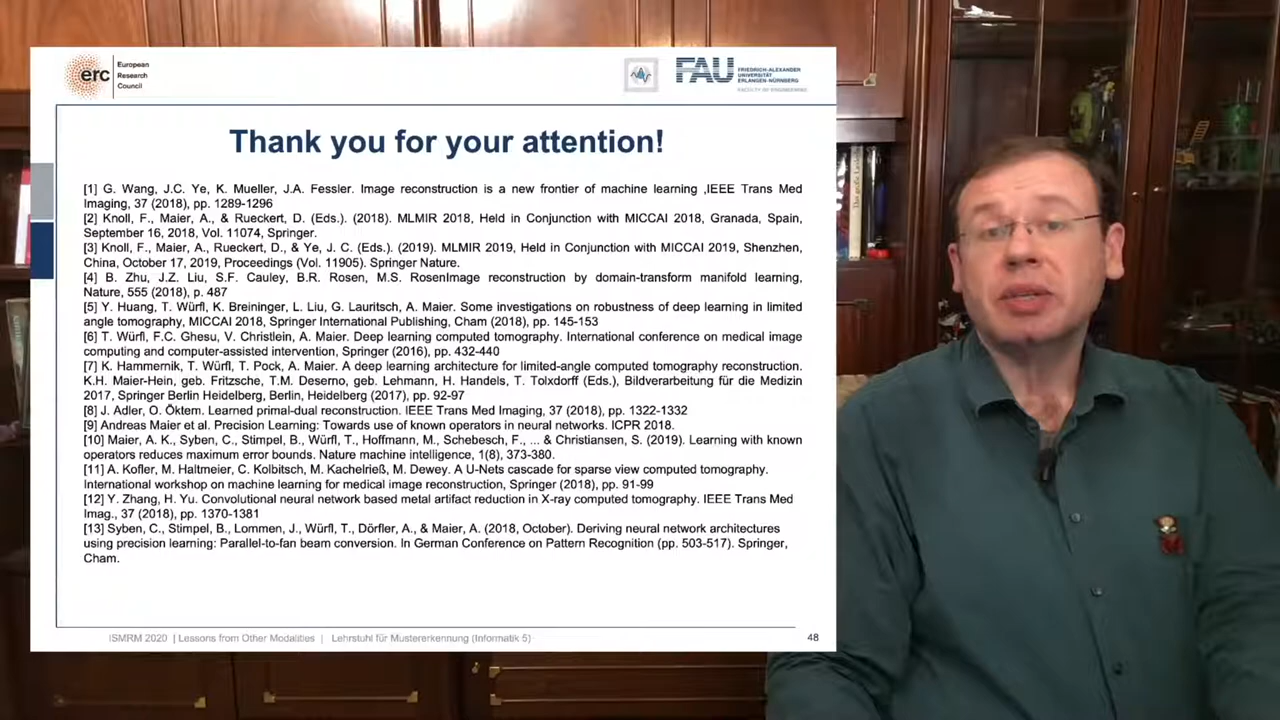 erc
European
Research
Council
FAU
FRIEDRICH-ALEXANDER
UNIVERSITÄT
ERLANGEN-NÜRNBERG
FACULTY OF ENGINEERING
Thank you for your attention!
[1] G. Wang, J.C. Ye, K. Mueller, J.A. Fessler. Image reconstruction is a new frontier of machine learning ,IEEE Trans Med
Imaging, 37 (2018), pp. 1289-1296
[2] Knoll, F., Maier, A., & Rueckert, D. (Eds.). (2018). MLMIR 2018, Held in Conjunction with MICCAI 2018, Granada, Spain,
September 16, 2018, Vol. 11074, Springer.
[3] Knoll, F., Maier, A., Rueckert, D., & Ye, J. C. (Eds.). (2019). MLMIR 2019, Held in Conjunction with MICCAI 2019, Shenzhen,
China, October 17, 2019, Proceedings (Vol. 11905). Springer Nature.
[4] B. Zhu, J.Z. Liu, S.F. Cauley, B.R. Rosen, M.S. RosenImage reconstruction by domain-transform manifold learning,
Nature, 555 (2018), p. 487
[5] Y. Huang, T. Würfl, K. Breininger, L. Liu, G. Lauritsch, A. Maier. Some investigations on robustness of deep learning in limited
angle tomography, MICCAI 2018, Springer International Publishing, Cham (2018), pp. 145-153
[6] T. Würfl, F.C. Ghesu, V. Christlein, A. Maier. Deep learning computed tomography. International conference on medical image
computing and computer-assisted intervention, Springer (2016), pp. 432-440
[7] K. Hammernik, T. Würfl, T. Pock, A. Maier. A deep learning architecture for limited-angle computed tomography reconstruction.
K.H. Maier-Hein, geb. Fritzsche, T.M. Deserno, geb. Lehmann, H. Handels, T. Tolxdorff (Eds.), Bildverarbeitung für die Medizin
2017, Springer Berlin Heidelberg, Berlin, Heidelberg (2017), pp. 92-97
[8] J. Adler, O. Öktem. Learned primal-dual reconstruction. IEEE Trans Med Imaging, 37 (2018), pp. 1322-1332
[9] Andreas Maier et al. Precision Learning: Towards use of known operators in neural networks. ICPR 2018.
[10] Maier, A. K., Syben, C., Stimpel, B., Würfl, T., Hoffmann, M., Schebesch, F., ... & Christiansen, S. (2019). Learning with known
operators reduces maximum error bounds. Nature machine intelligence, 1(8), 373-380.
[11] A. Kofler, M. Haltmeier, C. Kolbitsch, M. Kachelrieß, M. Dewey. A U-Nets cascade for sparse view computed tomography.
International workshop on machine learning for medical image reconstruction, Springer (2018), pp. 91-99
[12] Y. Zhang, H. Yu. Convolutional neural network based metal artifact reduction in X-ray computed tomography. IEEE Trans Med
Imag., 37 (2018), pp. 1370-1381
[13] Syben, C., Stimpel, B., Lommen, J., Würfl, T., Dörfler, A., & Maier, A. (2018, October). Deriving neural network architectures
using precision learning: Parallel-to-fan beam conversion. In German Conference on Pattern Recognition (pp. 503-517). Springer,
Cham.
ISMRM 2020 | Lessons from Other Modalities | Lehrstuhl für Mustererkennung (Informatik 5)
48